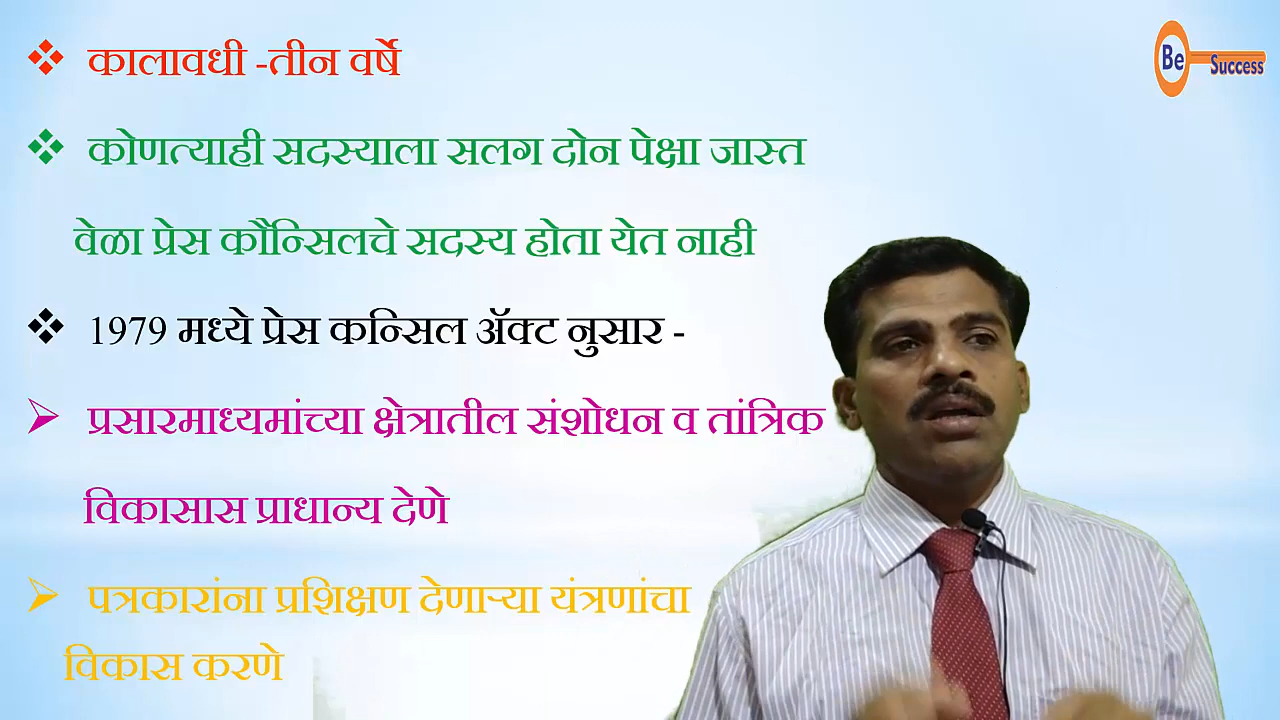 ❖ कालावधी -तीन वर्षे
❖ कोणत्याही सदस्याला सलग दोन पेक्षा जास्त
वेळा प्रेस कौन्सिलचे सदस्य होता येत नाही
❖ 1979 मध्ये प्रेस कन्सिल ॲक्ट नुसार -
➢ प्रसारमाध्यमांच्या क्षेत्रातील संशोधन व तांत्रिक
विकासास प्राधान्य देणे
➢ पत्रकारांना प्रशिक्षण देणाऱ्या यंत्रणांचा
विकास करणे
Be Success